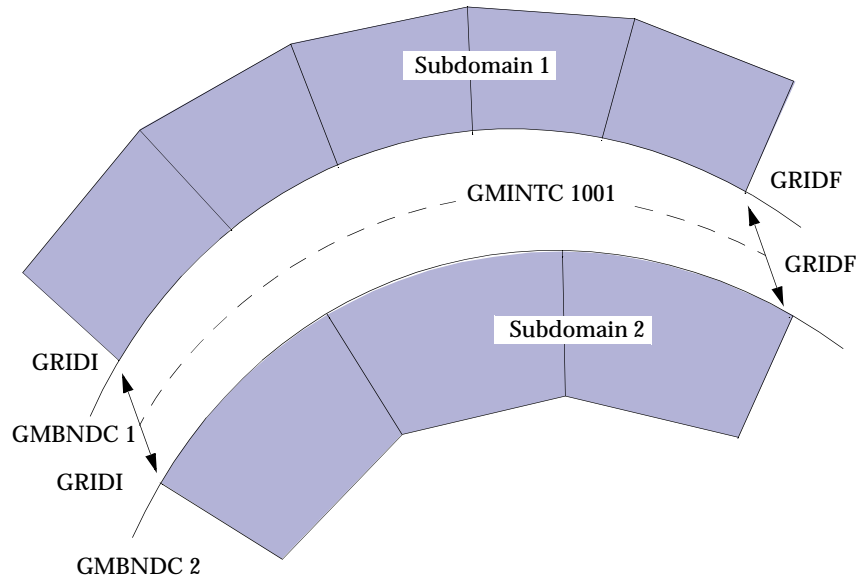 Subdomain 1
GRIDF
GMINTC 1001
GRIDF
Subdomain 2
GRIDI
GMBNDC 1
GRIDI
GMBNDC 2